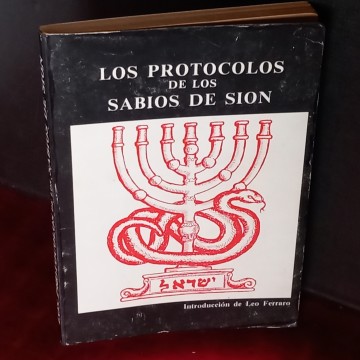 LOS PROTOCOLOS
DE LOS
SABIOS DE SION
ישראל
Introducción de Leo Ferraro